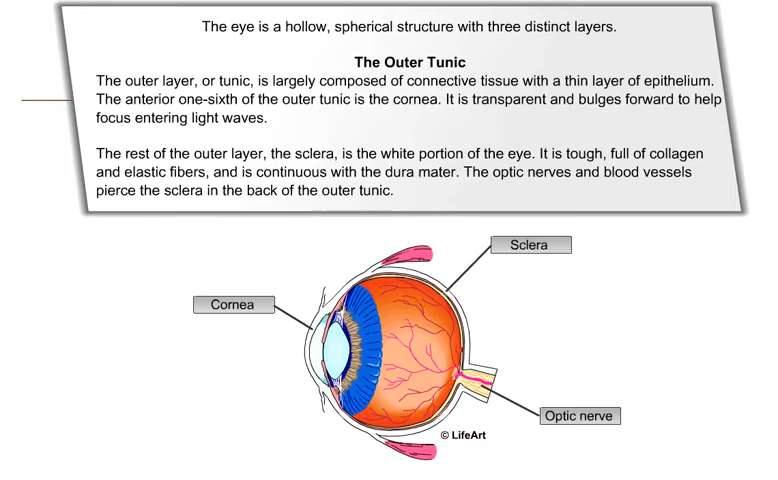 The eye is a hollow, spherical structure with three distinct layers.
The Outer Tunic
The outer layer, or tunic, is largely composed of connective tissue with a thin layer of epithelium.
The anterior one-sixth of the outer tunic is the cornea. It is transparent and bulges forward to help
focus entering light waves.
The rest of the outer layer, the sclera, is the white portion of the eye. It is tough, full of collagen
and elastic fibers, and is continuous with the dura mater. The optic nerves and blood vessels
pierce the sclera in the back of the outer tunic.
Sclera
Cornea
Optic nerve
© LifeArt